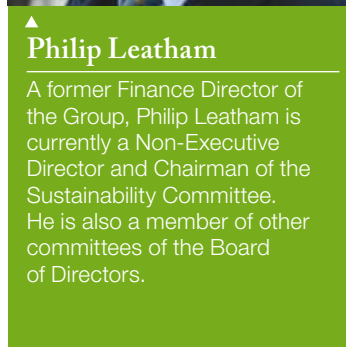 Philip Leatham
A former Finance Director of
the Group, Philip Leatham is
currently a Non-Executive
Director and Chairman of the
Sustainability Committee.
He is also a member of other
committees of the Board
of Directors.